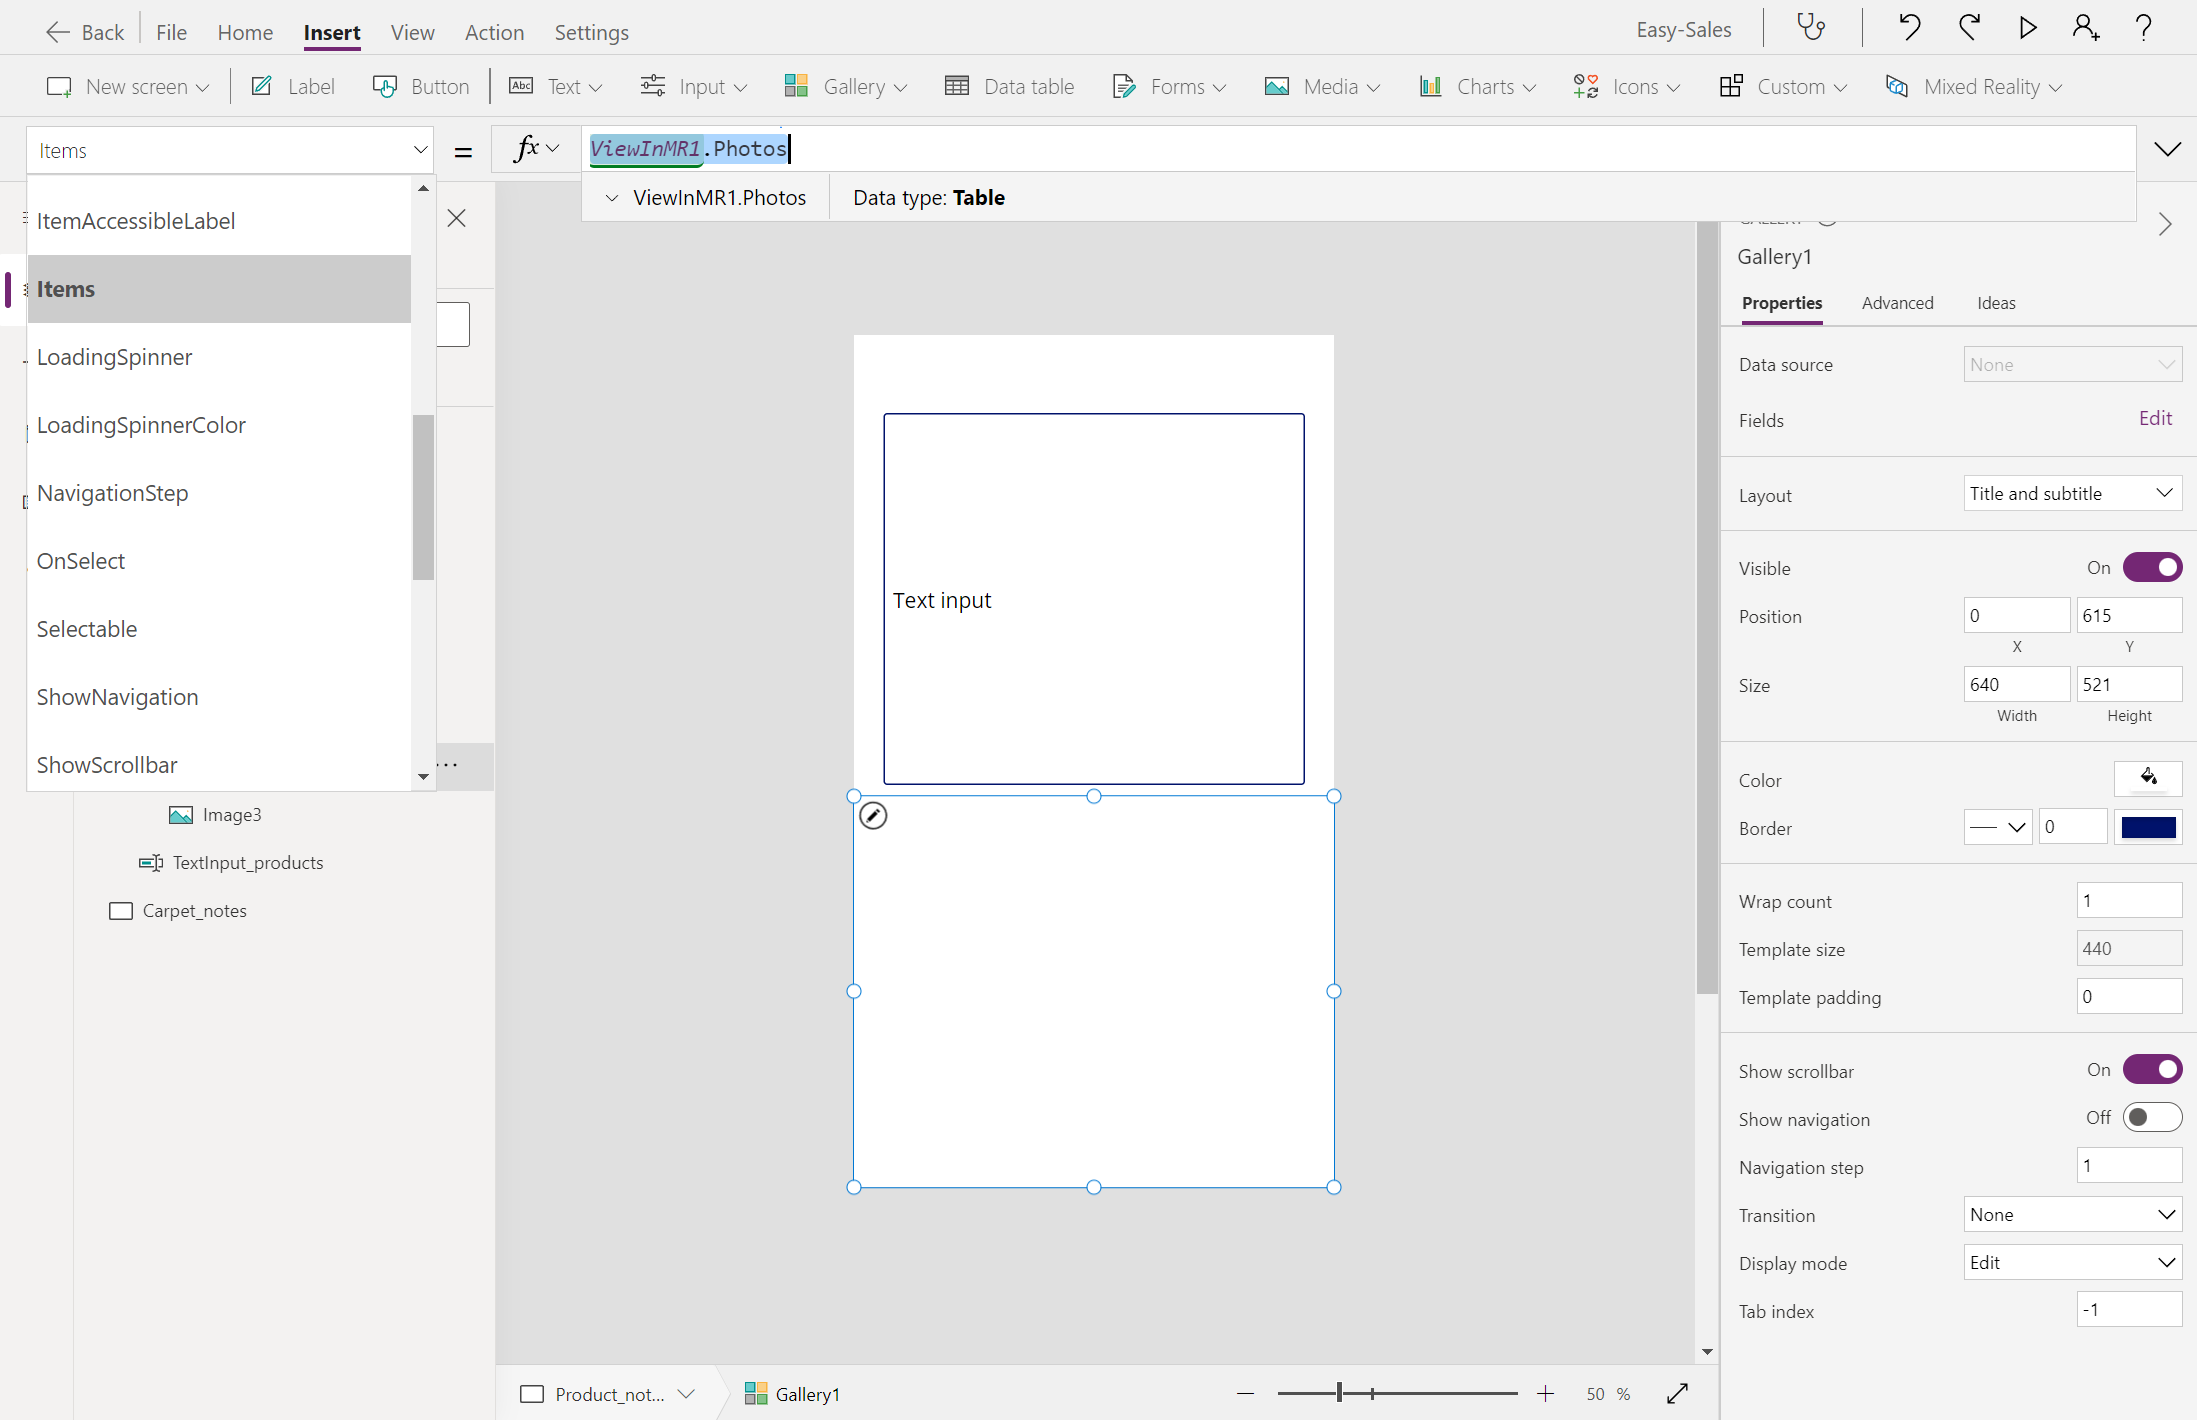 Back File Home Insert View Action Settings Easy-Sales
New screen Label Button Abc Text Input Gallery Data table Forms Media Charts Icons Custom Mixed Reality
Items = fx ViewInMR1.Photos
ViewInMR1.Photos Data type: Table
ItemAccessibleLabel
Items
LoadingSpinner
LoadingSpinnerColor
NavigationStep
OnSelect
Selectable
ShowNavigation
ShowScrollbar
Image3
TextInput_products
Carpet_notes
Text input
Gallery1
Properties Advanced Ideas
Data source None
Fields Edit
Layout Title and subtitle
Visible On
Position 0 615
X Y
Size 640 521
Width Height
Color
Border 0
Wrap count 1
Template size 440
Template padding 0
Show scrollbar On
Show navigation Off
Navigation step 1
Transition None
Display mode Edit
Tab index -1
Product_not... Gallery1 50 %